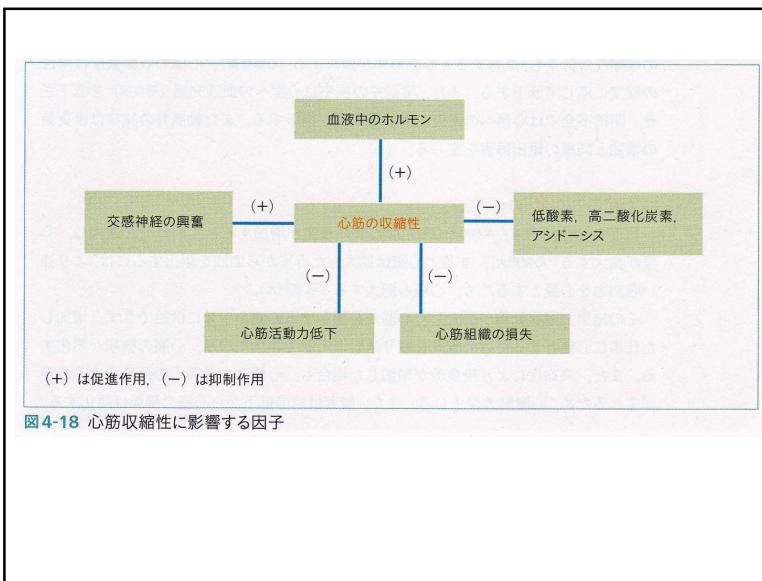 血液中のホルモン
(+)
交感神経の興奮
(+)
心筋の収縮性
(−)
低酸素，高二酸化炭素，
アシドーシス
(−)
(−)
心筋活動力低下
心筋組織の損失
(+)は促進作用，(−)は抑制作用
図4-18 心筋収縮性に影響する因子